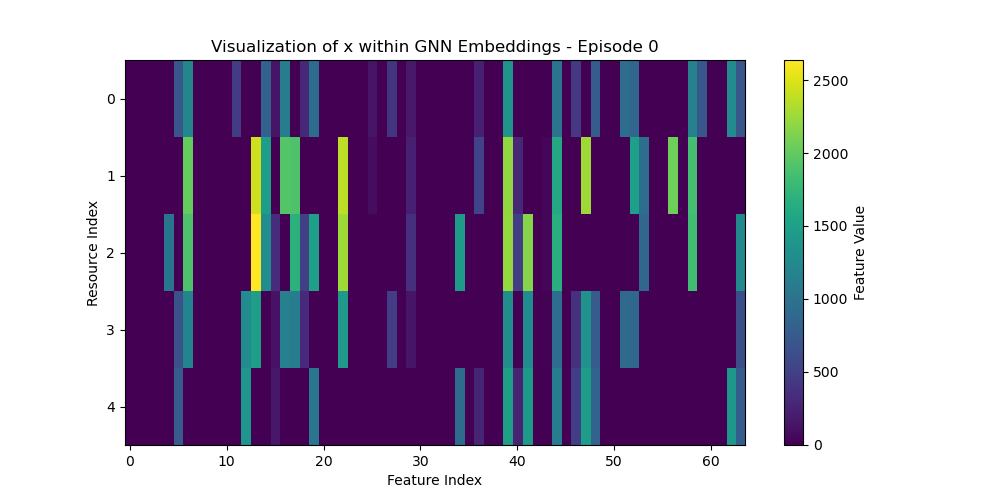 Visualization of x within GNN Embeddings - Episode 0
Resource Index
0
1
2
3
4
0 10 20 30 40 50 60
Feature Index
2500
2000
1500
1000
500
0
Feature Value